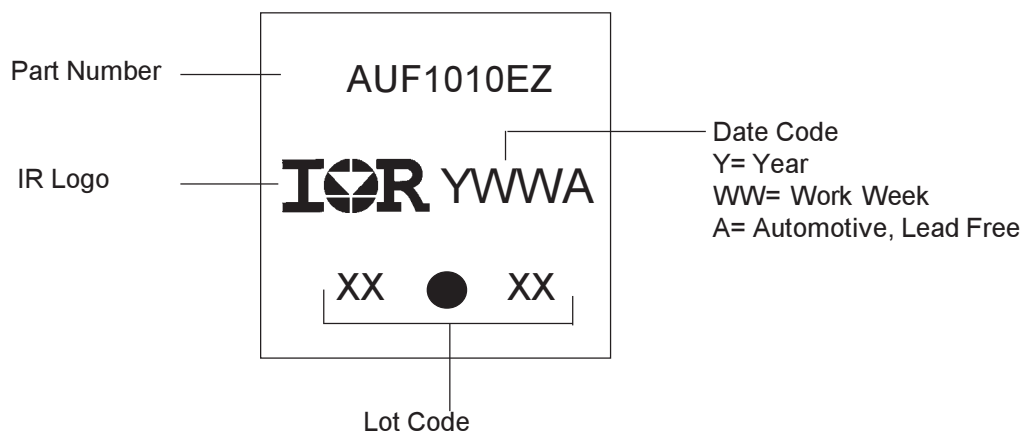 Part Number
AUF1010EZ
IR Logo
IOR YWWA
Date Code
Y= Year
WW= Work Week
A= Automotive, Lead Free
XX ● XX
Lot Code